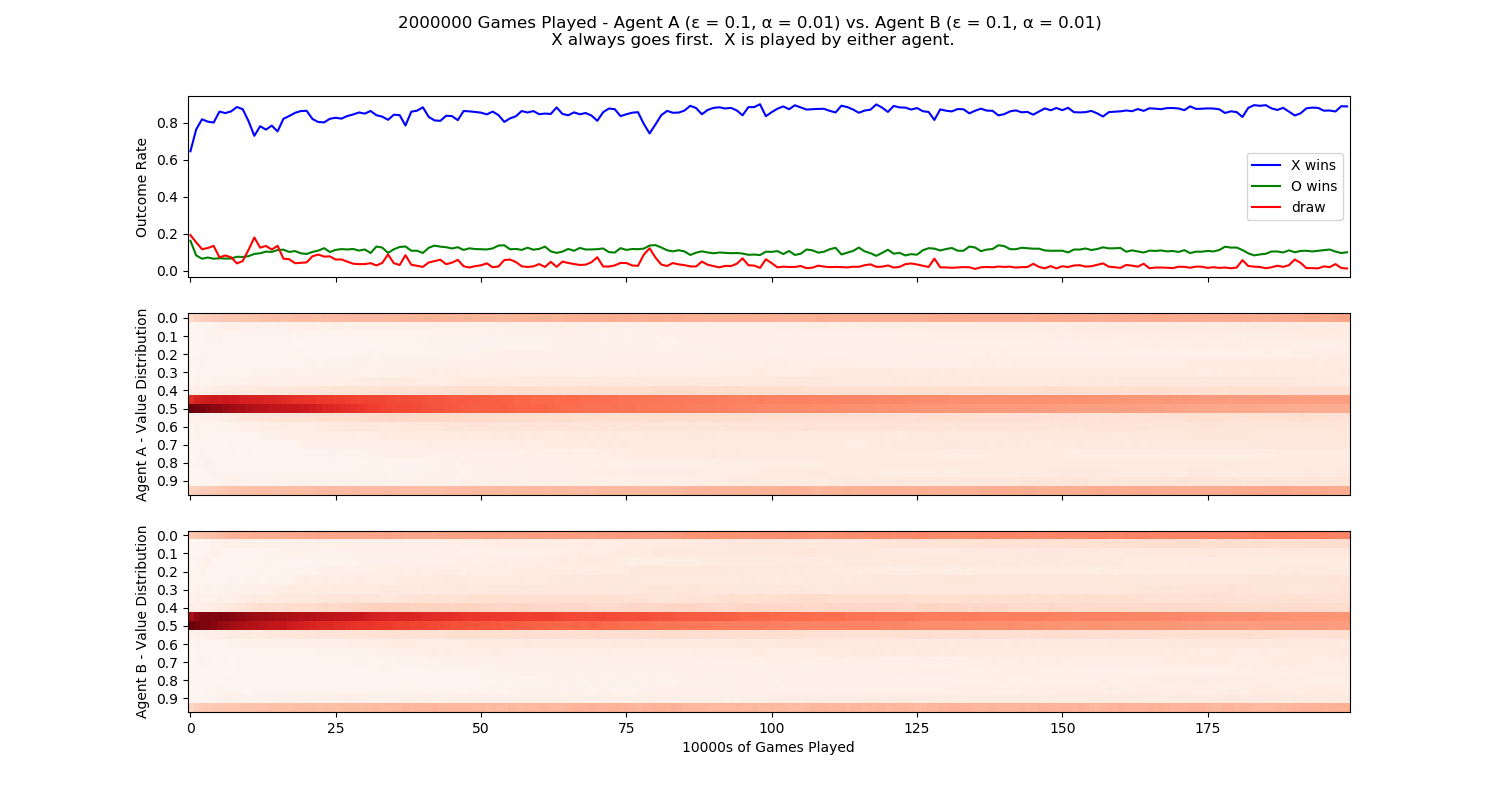 2000000 Games Played - Agent A (ε = 0.1, α = 0.01) vs. Agent B (ε = 0.1, α = 0.01)
X always goes first.  X is played by either agent.
Outcome Rate
0.8
0.6
0.4
0.2
0.0
X wins
O wins
draw
Agent A - Value Distribution
0.0
0.1
0.2
0.3
0.4
0.5
0.6
0.7
0.8
0.9
Agent B - Value Distribution
0.0
0.1
0.2
0.3
0.4
0.5
0.6
0.7
0.8
0.9
0 25 50 75 100 125 150 175
10000s of Games Played